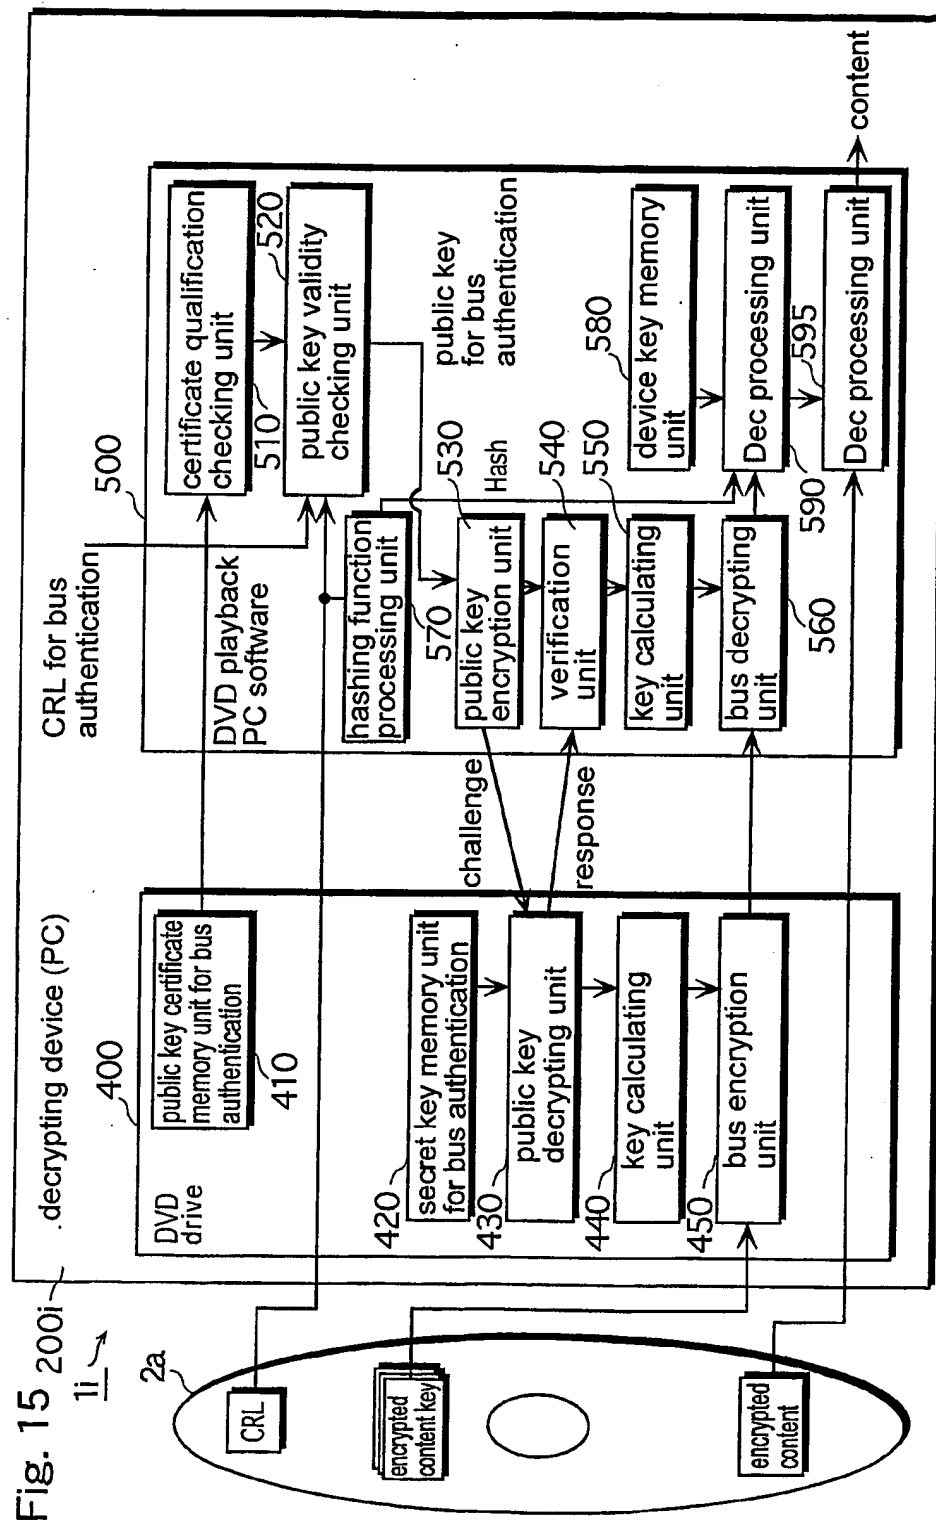 Fig. 15
200i
decrypting device (PC)
1i
2a
CRL
encrypted
content key
encrypted
content
400
DVD
drive
public key certificate
memory unit for bus
authentication
410
420
secret key memory unit
for bus authentication
430
public key
decrypting unit
440
key calculating
unit
450
bus encryption
unit
challenge
response
CRL for bus
authentication
500
DVD playback
PC software
certificate qualification
checking unit
510
520
public key validity
checking unit
hashing function
processing unit
570
public key
for bus
authentication
530
Hash
public key
encryption unit
540
verification
unit
550
key calculating
unit
bus decrypting
unit
560
580
device key memory
unit
Dec processing unit
590
595
Dec processing unit
content